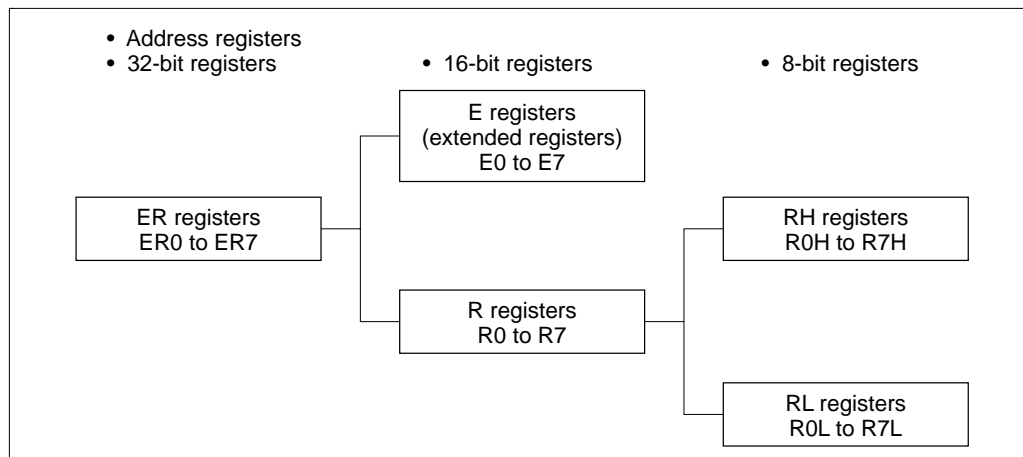 • Address registers
• 32-bit registers
• 16-bit registers
• 8-bit registers
E registers
(extended registers)
E0 to E7
ER registers
ER0 to ER7
RH registers
R0H to R7H
R registers
R0 to R7
RL registers
R0L to R7L